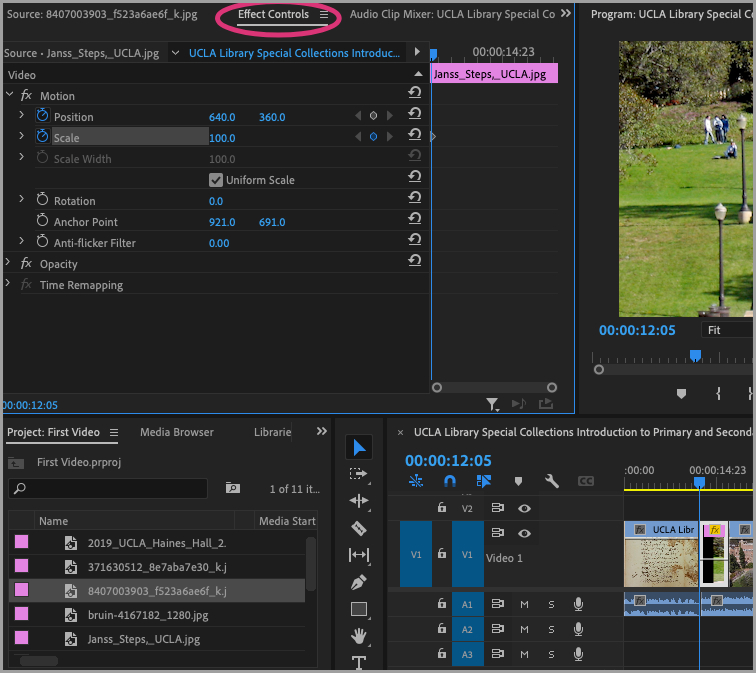 Source: 8407003903_f523a6ae6f_k.jpg
Effect Controls
Audio Clip Mixer: UCLA Library Special Co
Program: UCLA Library Special C
Source · Janss_Steps,_UCLA.jpg
UCLA Library Special Collections Introduc...
00:00:14:23
Video
Janss_Steps,_UCLA.jpg
fx Motion
Position 640.0 360.0
Scale 100.0
Scale Width 100.0
Uniform Scale
Rotation 0.0
Anchor Point 921.0 691.0
Anti-flicker Filter 0.00
fx Opacity
fx Time Remapping
00:00:12:05
Fit
00:00:12:05
Project: First Video
Media Browser
Librarie
UCLA Library Special Collections Introduction to Primary and Seconda
First Video.prproj
00:00:12:05
1 of 11 it...
:00:00
00:00:14:23
Name
Media Start
2019_UCLA_Haines_Hall_2.
371630512_8e7aba7e30_k.j
8407003903_f523a6ae6f_k.j
bruin-4167182_1280.jpg
Janss_Steps,_UCLA.jpg
T
CC
V2
V1
V1
Video 1
fx UCLA Libr
fx
fx
A1 M S
fx
fx
A2 M S
A3 M S